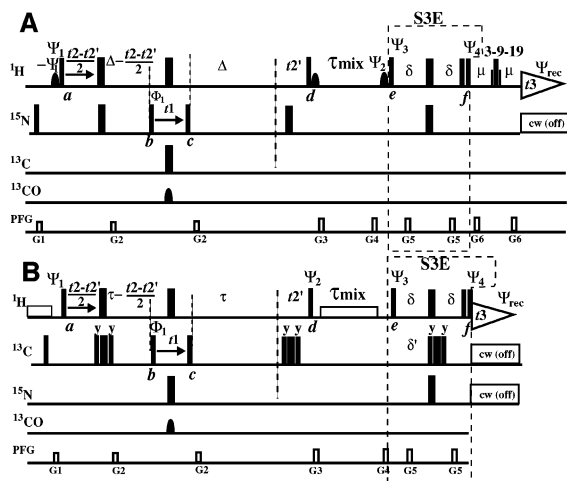 A
S3E
–Ψ Ψ1 t2-t2' 2 Δ– t2-t2' 2 Δ t2' τmix Ψ2 Ψ3 δ δ Ψ4 3-9-19 μ μ Ψrec
1H a d e f t3
15N Φ1 t1 b c cw (off)
13C
13CO
PFG
G1 G2 G2 G3 G4 G5 G5 G6 G6
B
S3E
Ψ1 t2-t2' 2 τ– t2-t2' 2 τ t2' Ψ2 τmix Ψ3 δ δ Ψ4 Ψrec
1H a d e f t3
13C y y Φ1 t1 b c y y δ' y y cw (off)
15N cw (off)
13CO
PFG
G1 G2 G2 G3 G4 G5 G5